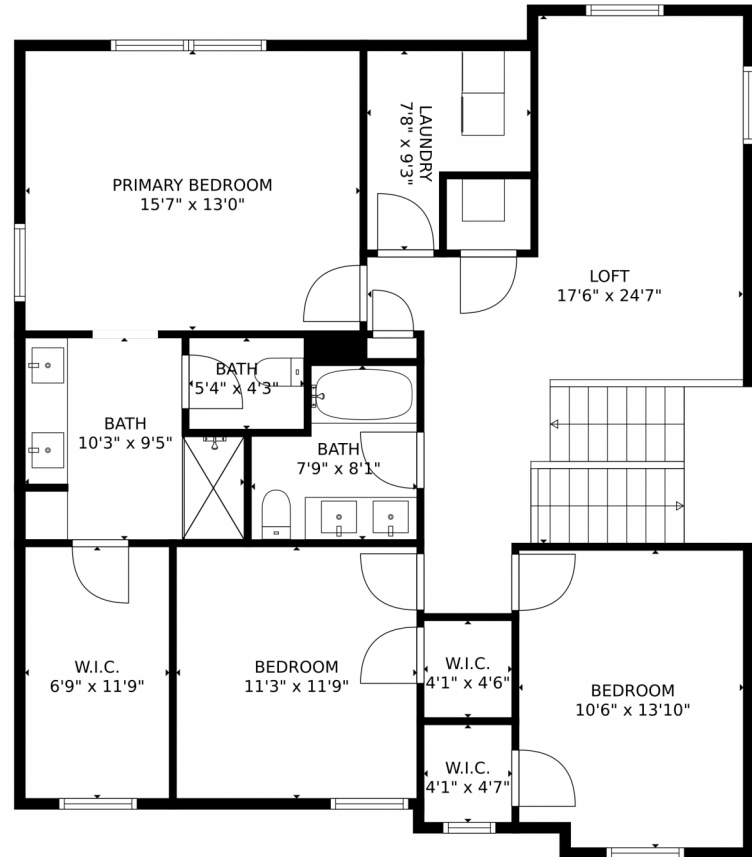 LAUNDRY
7'8" x 9'3"
PRIMARY BEDROOM
15'7" x 13'0"
LOFT
17'6" x 24'7"
BATH
5'4" x 4'3"
BATH
10'3" x 9'5"
BATH
7'9" x 8'1"
W.I.C.
6'9" x 11'9"
BEDROOM
11'3" x 11'9"
W.I.C.
4'1" x 4'6"
BEDROOM
10'6" x 13'10"
W.I.C.
4'1" x 4'7"